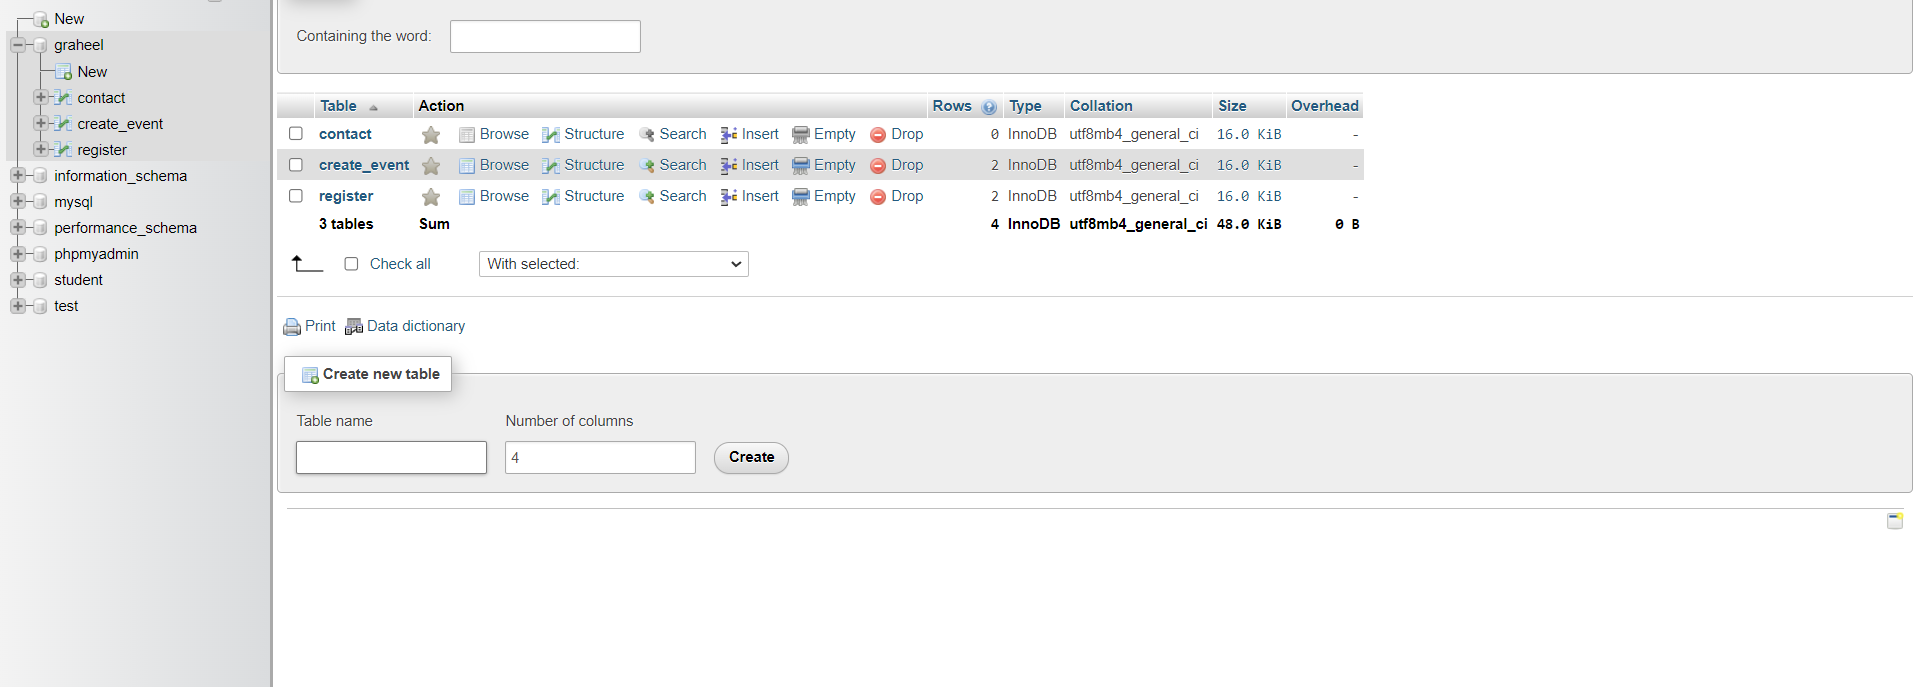 New
graheel
New
contact
create_event
register
information_schema
mysql
performance_schema
phpmyadmin
student
test
Containing the word:
Table Action Rows Type Collation Size Overhead
contact Browse Structure Search Insert Empty Drop 0 InnoDB utf8mb4_general_ci 16.0 KiB -
create_event Browse Structure Search Insert Empty Drop 2 InnoDB utf8mb4_general_ci 16.0 KiB -
register Browse Structure Search Insert Empty Drop 2 InnoDB utf8mb4_general_ci 16.0 KiB -
3 tables Sum 4 InnoDB utf8mb4_general_ci 48.0 KiB 0 B
Check all With selected:
Print Data dictionary
Create new table
Table name Number of columns
4 Create